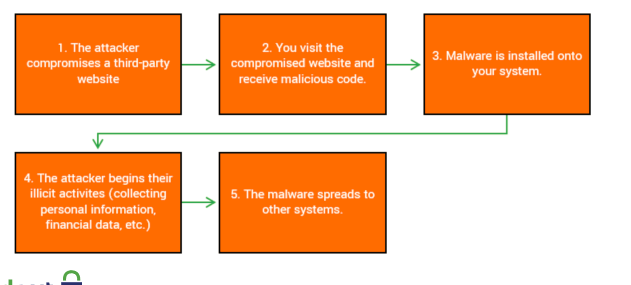 1. The attacker
compromises a third-party
website
2. You visit the
compromised website and
receive malicious code.
3. Malware is installed onto
your system.
4. The attacker begins their
illicit activites (collecting
personal information,
financial data, etc.)
5. The malware spreads to
other systems.